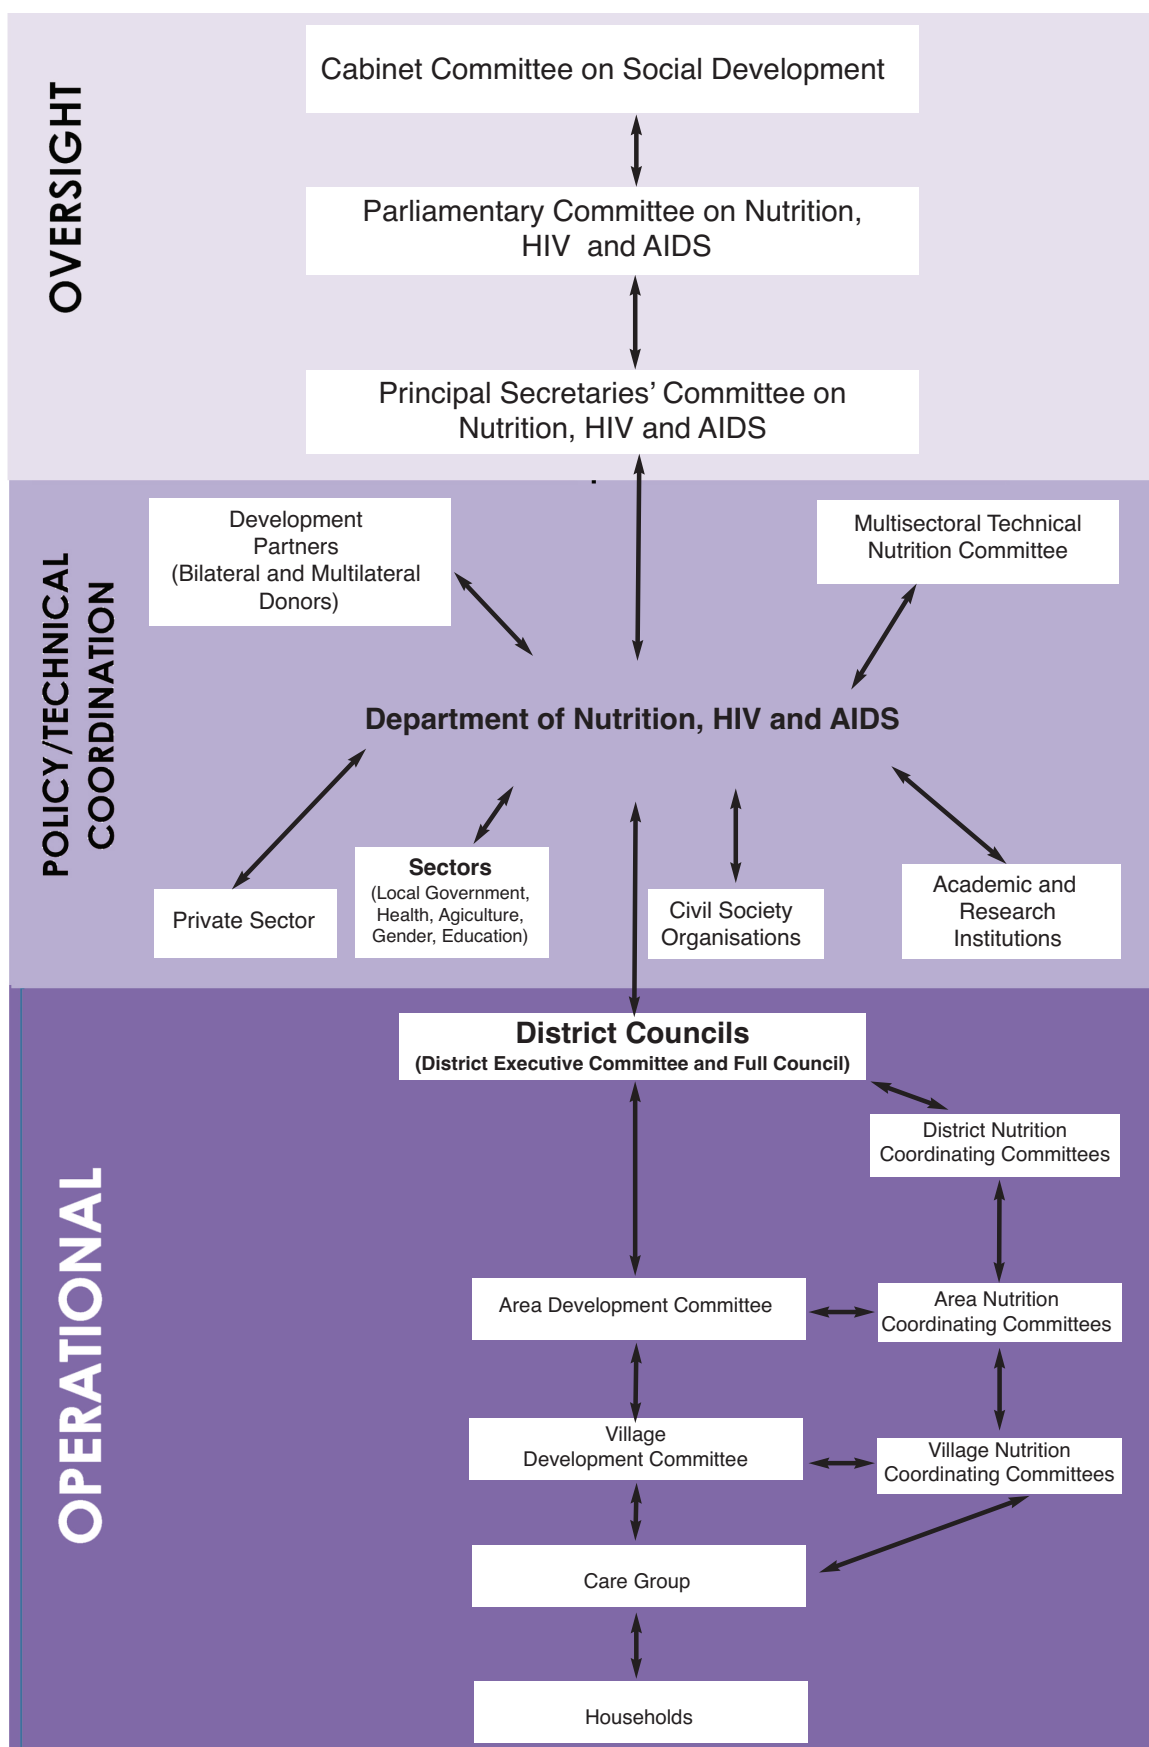 OVERSIGHT
Cabinet Committee on Social Development
Parliamentary Committee on Nutrition,
HIV and AIDS
Principal Secretaries’ Committee on
Nutrition, HIV and AIDS
POLICY/TECHNICAL
COORDINATION
Development
Partners
(Bilateral and Multilateral
Donors)
Multisectoral Technical
Nutrition Committee
Department of Nutrition, HIV and AIDS
Private Sector
Sectors
(Local Government,
Health, Agiculture,
Gender, Education)
Civil Society
Organisations
Academic and
Research
Institutions
OPERATIONAL
District Councils
(District Executive Committee and Full Council)
District Nutrition
Coordinating Committees
Area Development Committee
Area Nutrition
Coordinating Committees
Village
Development Committee
Village Nutrition
Coordinating Committees
Care Group
Households